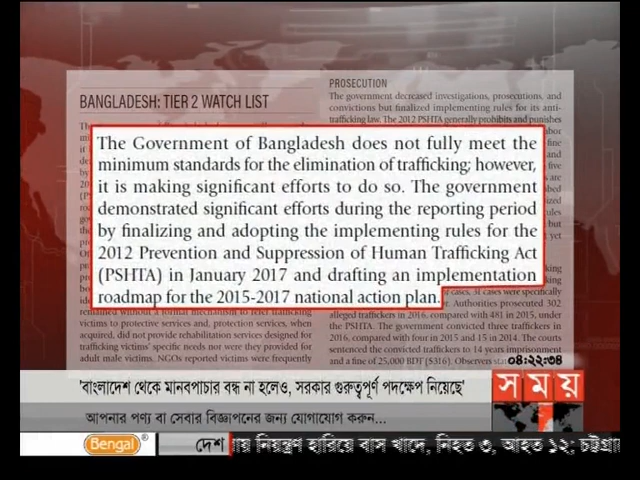 BANGLADESH: TIER 2 WATCH LIST
The Government of Bangladesh does not fully meet the
minimum standards for the elimination of trafficking; however,
it is making significant efforts to do so. The government
demonstrated significant efforts during the reporting period
by finalizing and adopting the implementing rules for the
2012 Prevention and Suppression of Human Trafficking Act
(PSHTA) in January 2017 and drafting an implementation
roadmap for the 2015-2017 national action plan.
remained without a formal mechanism to refer trafficking
victims to protective services and, protection services, when
acquired, did not provide rehabilitation services designed for
trafficking victims' specific needs nor were they provided for
adult male victims. NGOs reported victims were frequently
PROSECUTION
The government decreased investigations, prosecutions, and
convictions but finalized implementing rules for its anti-
trafficking law. The 2012 PSHTA generally prohibits and punishes
Authorities prosecuted 302
alleged traffickers in 2016, compared with 481 in 2015, under
the PSHTA. The government convicted three traffickers in
2016, compared with four in 2015 and 15 in 2014. The courts
sentenced the convicted traffickers to 14 years imprisonment
and a fine of 25,000 BDT ($316). Observers
04:22:34
'বাংলাদেশ থেকে মানবপাচার বন্ধ না হলেও, সরকার গুরুত্বপূর্ণ পদক্ষেপ নিয়েছে'
সময়
আপনার পণ্য বা সেবার বিজ্ঞাপনের জন্য যোগাযোগ করুন...
Bengal দেশ য় নিয়ন্ত্রণ হারিয়ে বাস খাদে, নিহত ৩, আহত ১২; চট্টগ্রা